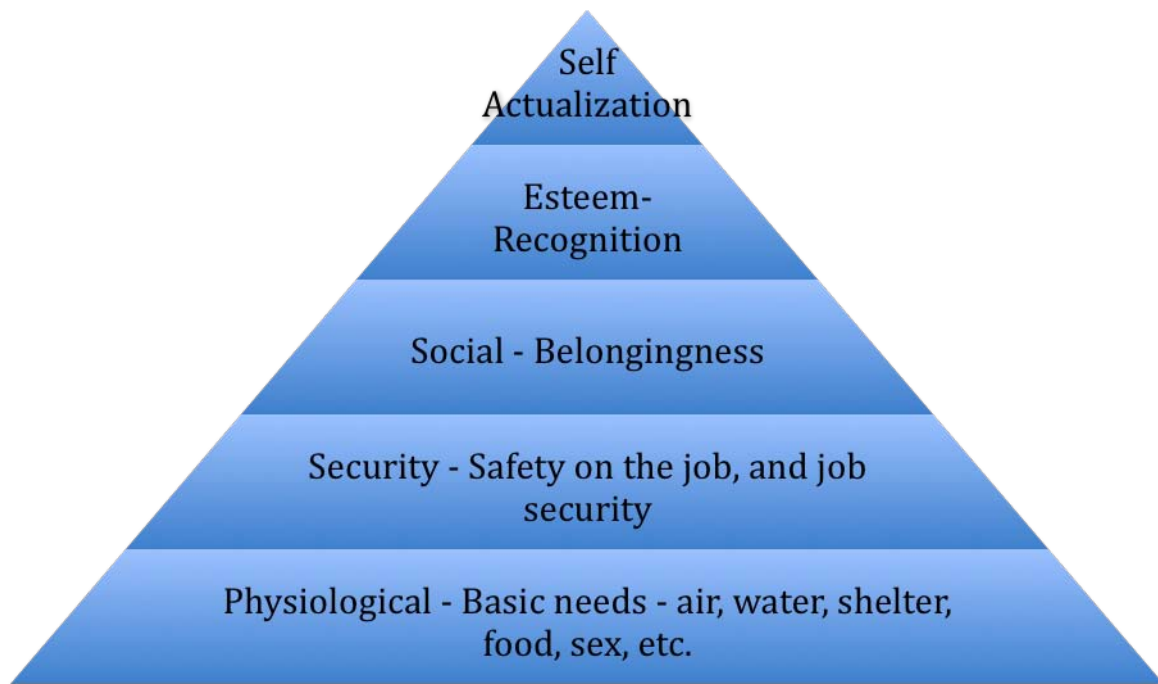 Self
Actualization
Esteem-
Recognition
Social - Belongingness
Security - Safety on the job, and job
security
Physiological - Basic needs - air, water, shelter,
food, sex, etc.